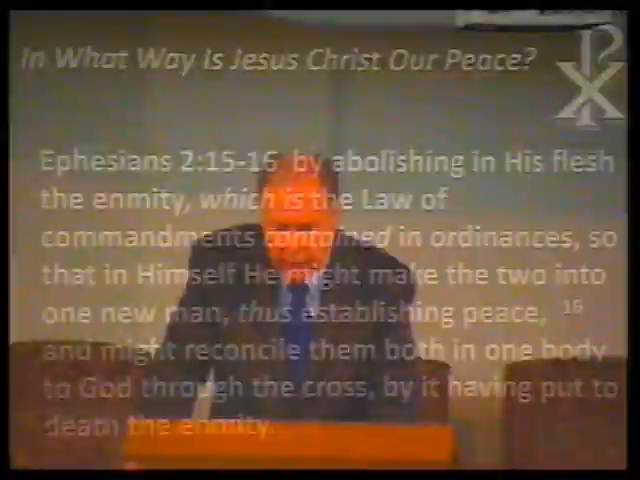 In What Way Is Jesus Christ Our Peace?
Ephesians 2:15-16 by abolishing in His flesh
the enmity, which is the Law of
commandments contained in ordinances, so
that in Himself He might make the two into
one new man, thus establishing peace, 16
and might reconcile them both in one body
to God through the cross, by it having put to
death the enmity.